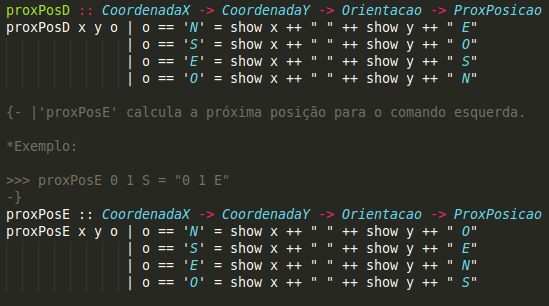 proxPosD :: CoordenadaX -> CoordenadaY -> Orientacao -> ProxPosicao
proxPosD x y o | o == 'N' = show x ++ " " ++ show y ++ " E"
| o == 'S' = show x ++ " " ++ show y ++ " O"
| o == 'E' = show x ++ " " ++ show y ++ " S"
| o == 'O' = show x ++ " " ++ show y ++ " N"
{- |'proxPosE' calcula a próxima posição para o comando esquerda.
*Exemplo:
>>> proxPosE 0 1 S = "0 1 E"
-}
proxPosE :: CoordenadaX -> CoordenadaY -> Orientacao -> ProxPosicao
proxPosE x y o | o == 'N' = show x ++ " " ++ show y ++ " O"
| o == 'S' = show x ++ " " ++ show y ++ " E"
| o == 'E' = show x ++ " " ++ show y ++ " N"
| o == 'O' = show x ++ " " ++ show y ++ " S"